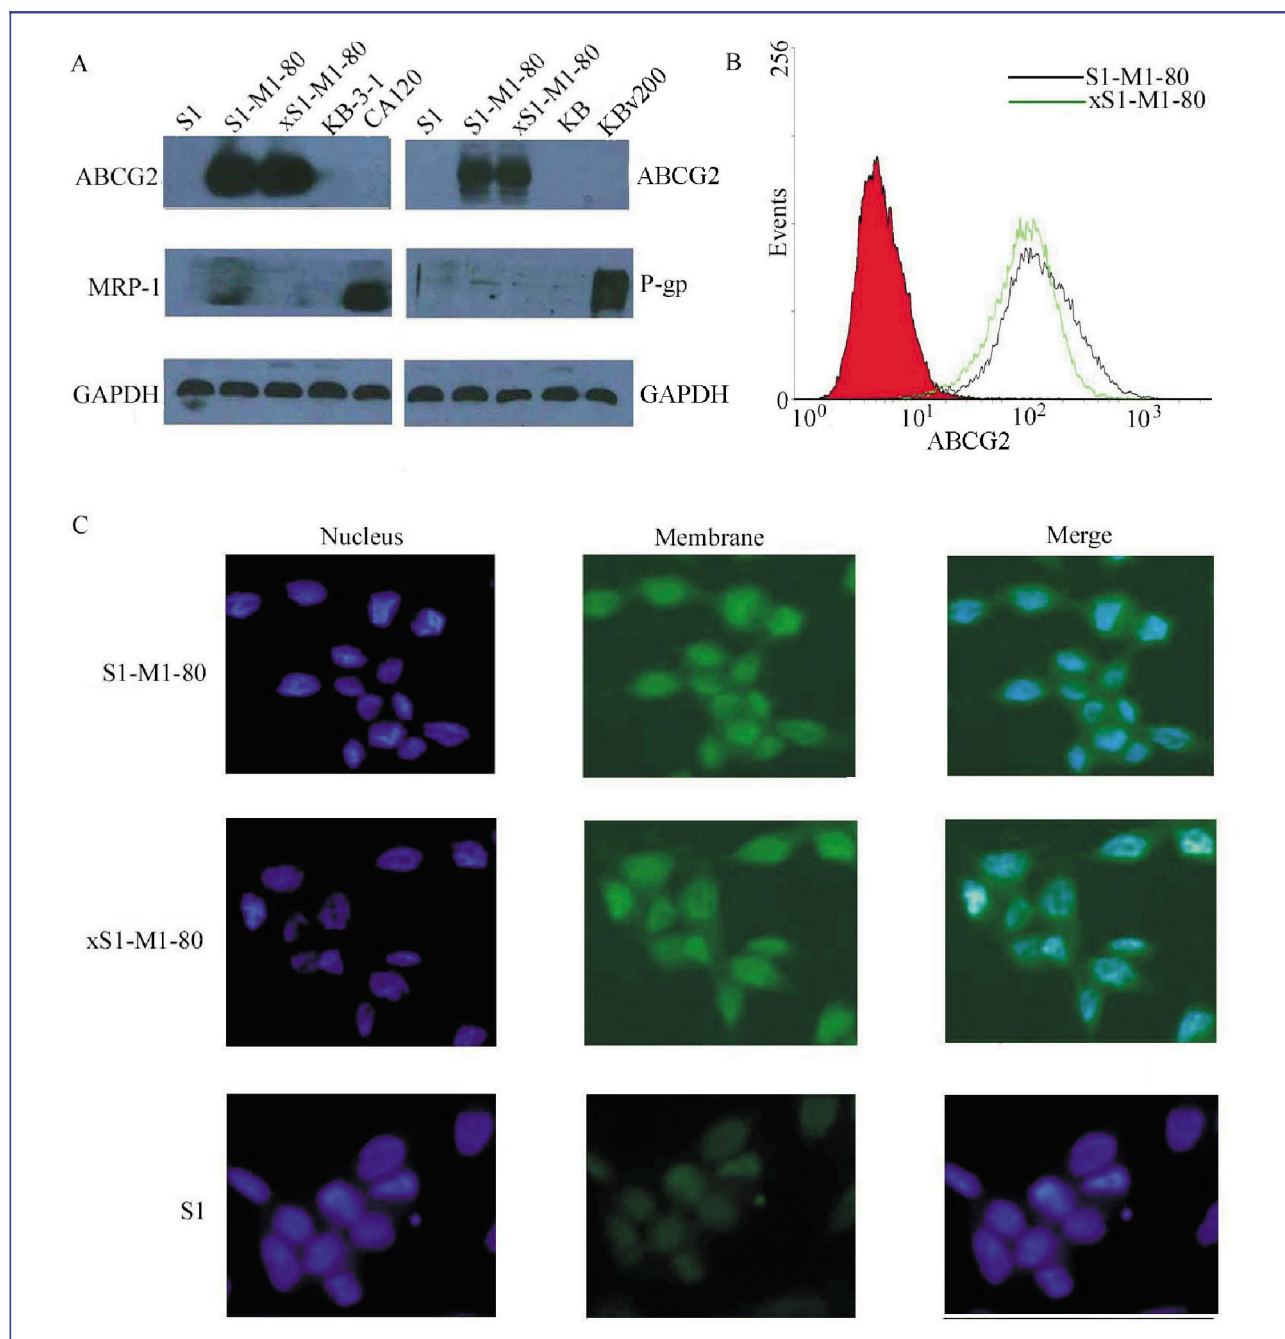 A
S1 S1-M1-80 xS1-M1-80 KB-3-1 CA120
S1 S1-M1-80 xS1-M1-80 KB KBv200
ABCG2
ABCG2
MRP-1
P-gp
GAPDH
GAPDH
B
256
S1-M1-80
xS1-M1-80
Events
0
10⁰ 10¹ 10² 10³
ABCG2
C
Nucleus Membrane Merge
S1-M1-80
xS1-M1-80
S1